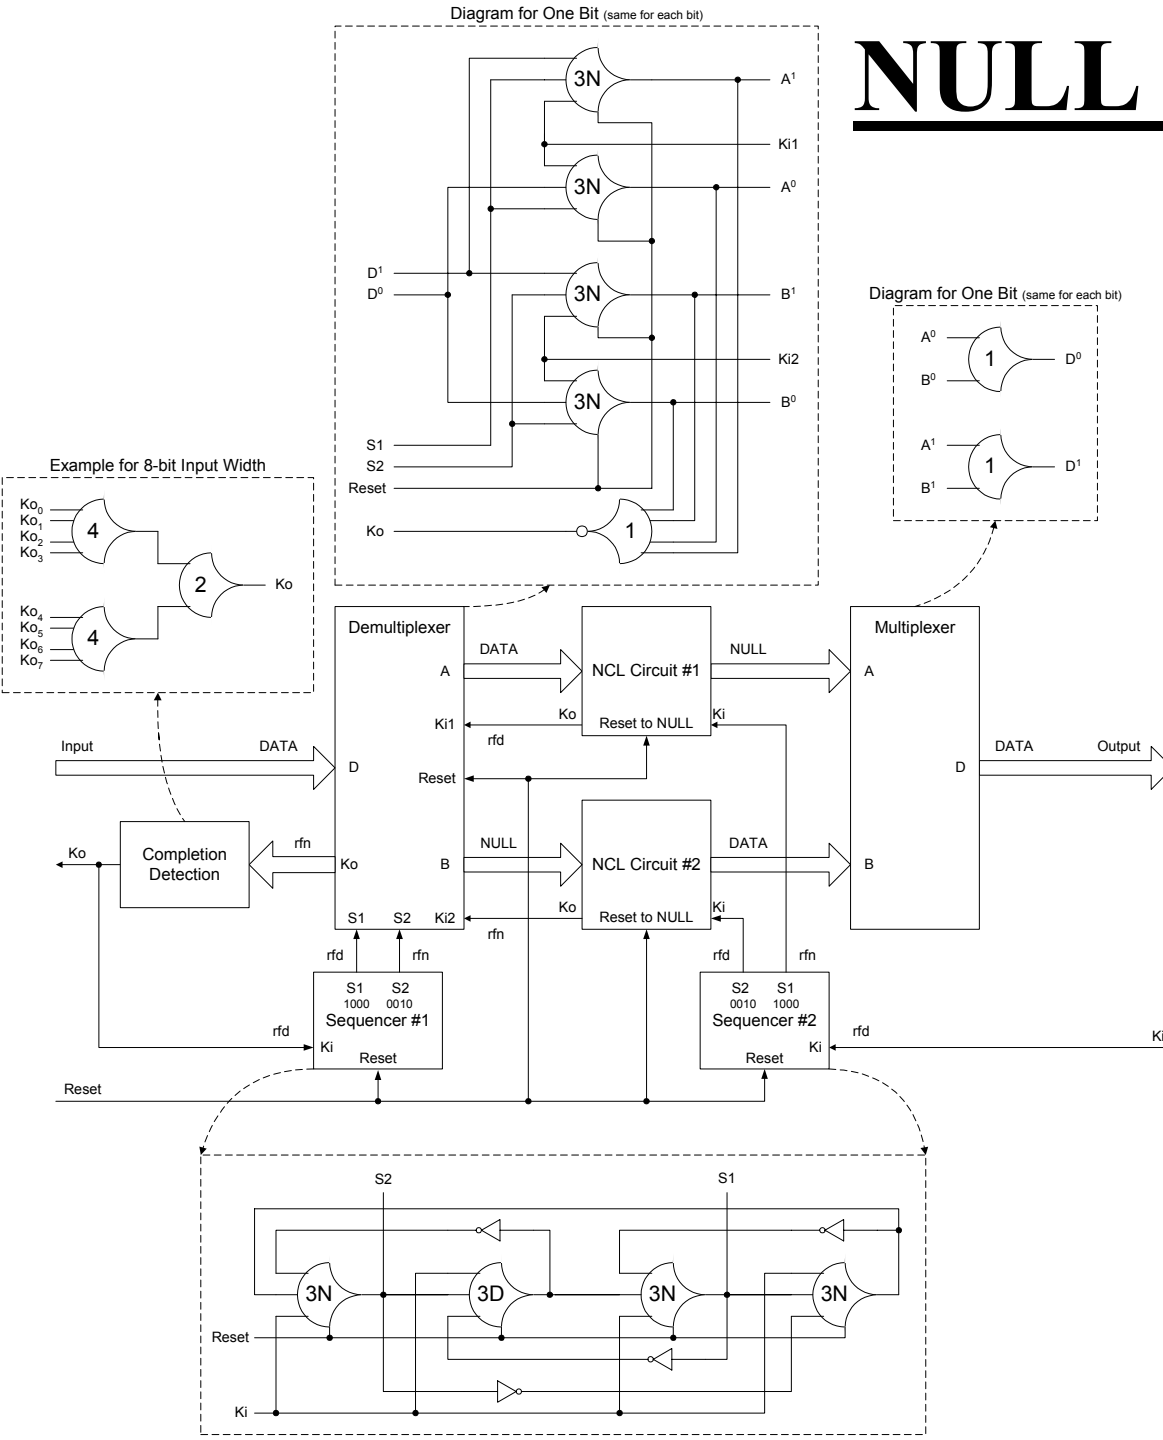 Diagram for One Bit (same for each bit)
NULL
3N
A¹
Ki1
3N
A⁰
D¹
D⁰
3N
B¹
Ki2
3N
B⁰
S1
S2
Reset
Ko
1
Diagram for One Bit (same for each bit)
A⁰
B⁰
1
D⁰
A¹
B¹
1
D¹
Example for 8-bit Input Width
Ko₀
Ko₁
Ko₂
Ko₃
4
2
Ko
Ko₄
Ko₅
Ko₆
Ko₇
4
Demultiplexer
A
Ki1
D
Reset
Ko
B
S1 S2 Ki2
DATA
NCL Circuit #1
Reset to NULL
Ko
rfd
Ki
NULL
Multiplexer
A
D
B
DATA
Output
Input
DATA
Ko
Completion
Detection
rfn
NULL
NCL Circuit #2
Reset to NULL
Ko
rfn
Ki
DATA
rfd
rfn
S1 S2
1000 0010
Sequencer #1
Ki
Reset
rfd
rfd
rfn
S2 S1
0010 1000
Sequencer #2
Ki
Reset
rfd
Ki
Reset
S2
S1
3N
3D
3N
3N
Reset
Ki